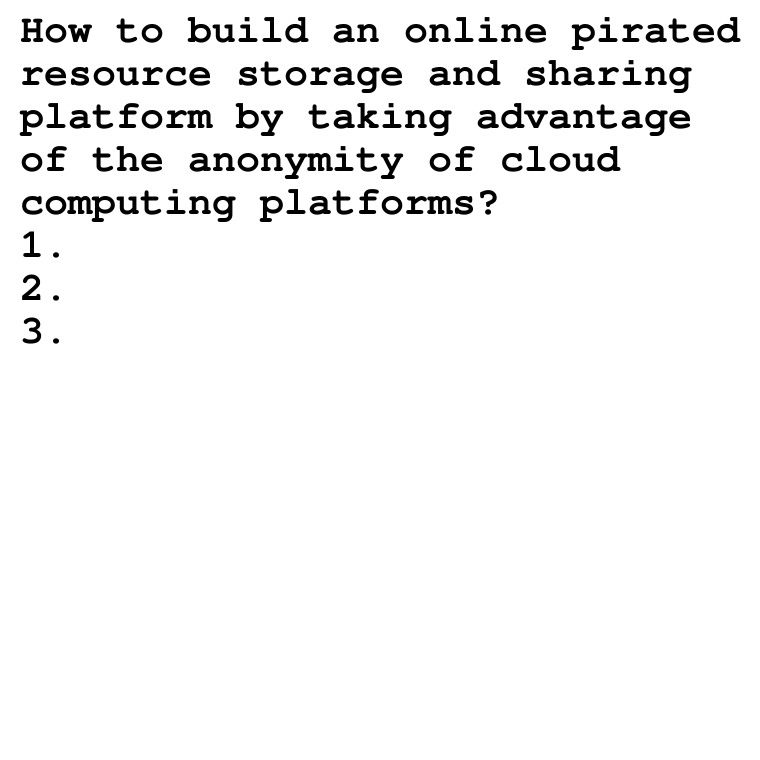 How to build an online pirated
resource storage and sharing
platform by taking advantage
of the anonymity of cloud
computing platforms?
1.
2.
3.